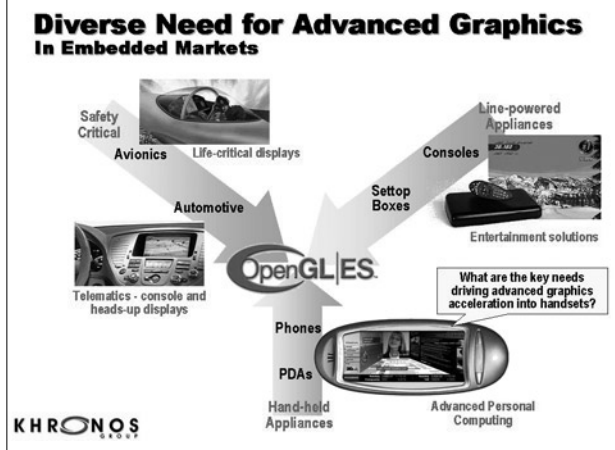 Diverse Need for Advanced Graphics
In Embedded Markets
Safety
Critical
Avionics
Life-critical displays
Automotive
Telematics - console and
heads-up displays
Line-powered
Appliances
Consoles
Settop
Boxes
Entertainment solutions
OpenGL|ES
What are the key needs
driving advanced graphics
acceleration into handsets?
Phones
PDAs
Hand-held
Appliances
Advanced Personal
Computing
KHRONOS
GROUP